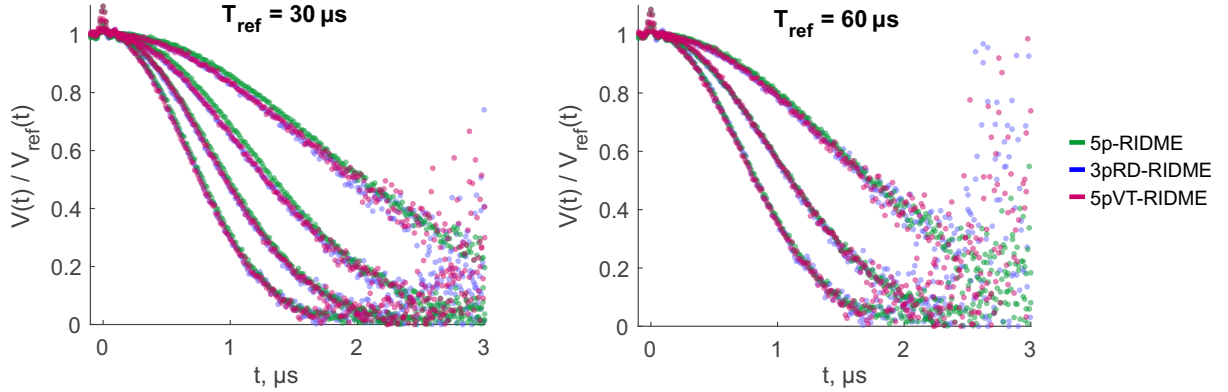 T_ref = 30 µs
V(t) / V_ref(t)
1
0.8
0.6
0.4
0.2
0
0
1
2
3
t, µs
T_ref = 60 µs
V(t) / V_ref(t)
1
0.8
0.6
0.4
0.2
0
0
1
2
3
t, µs
5p-RIDME
3pRD-RIDME
5pVT-RIDME